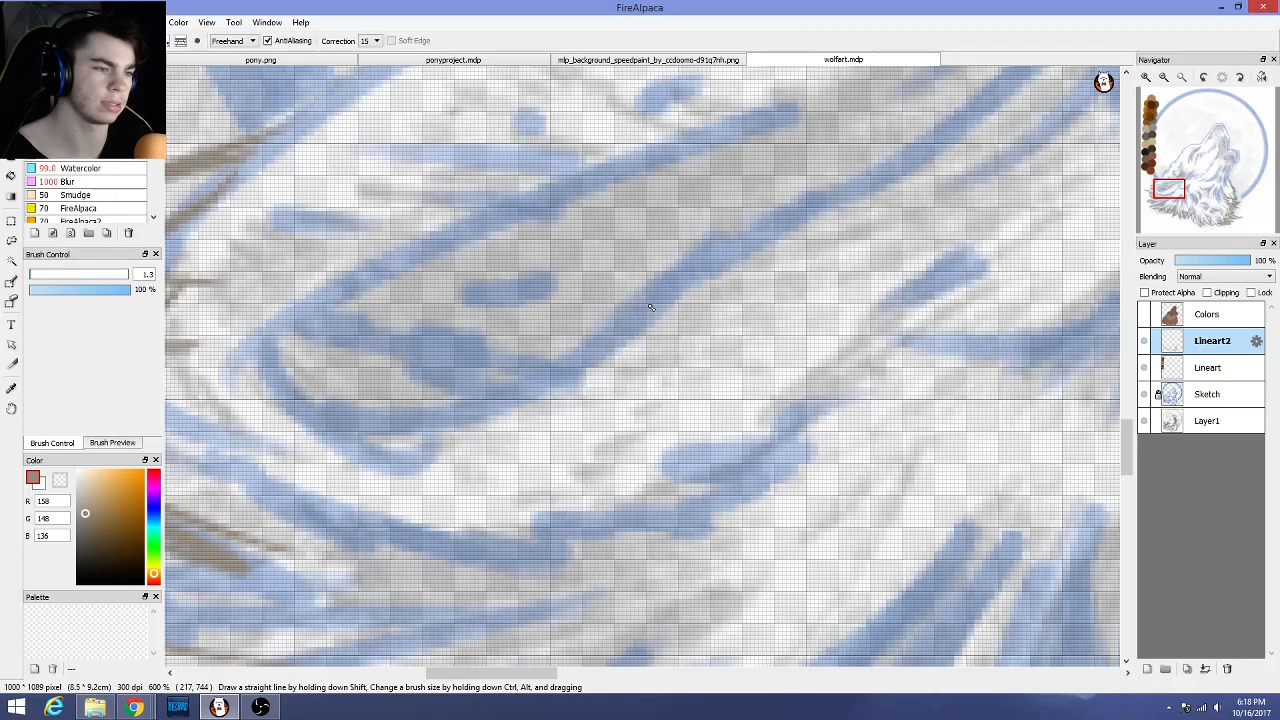 FireAlpaca
Color View Tool Window Help
Freehand AntiAliasing Correction 15 Soft Edge
pony.png ponyproject.mdp mlp_background_speedpaint_by_ccdoomo-d91q7nh.png wolfart.mdp
Navigator
99.0 Watercolor
1000 Blur
50 Smudge
70 FireAlpaca
70 FireAlpaca2
Brush Control
1.3
100 %
Brush Control Brush Preview
Color
R 158
G 148
B 136
Palette
---
Layer
Opacity 100 %
Blending Normal
Protect Alpha Clipping Lock
Colors
Lineart2
Lineart
Sketch
Layer1
1009 * 1089 pixel (8.5 * 9.2cm) 300 dpi 600 % ( 217, 744 ) Draw a straight line by holding down Shift, Change a brush size by holding down Ctrl, Alt, and dragging
6:18 PM
10/16/2017